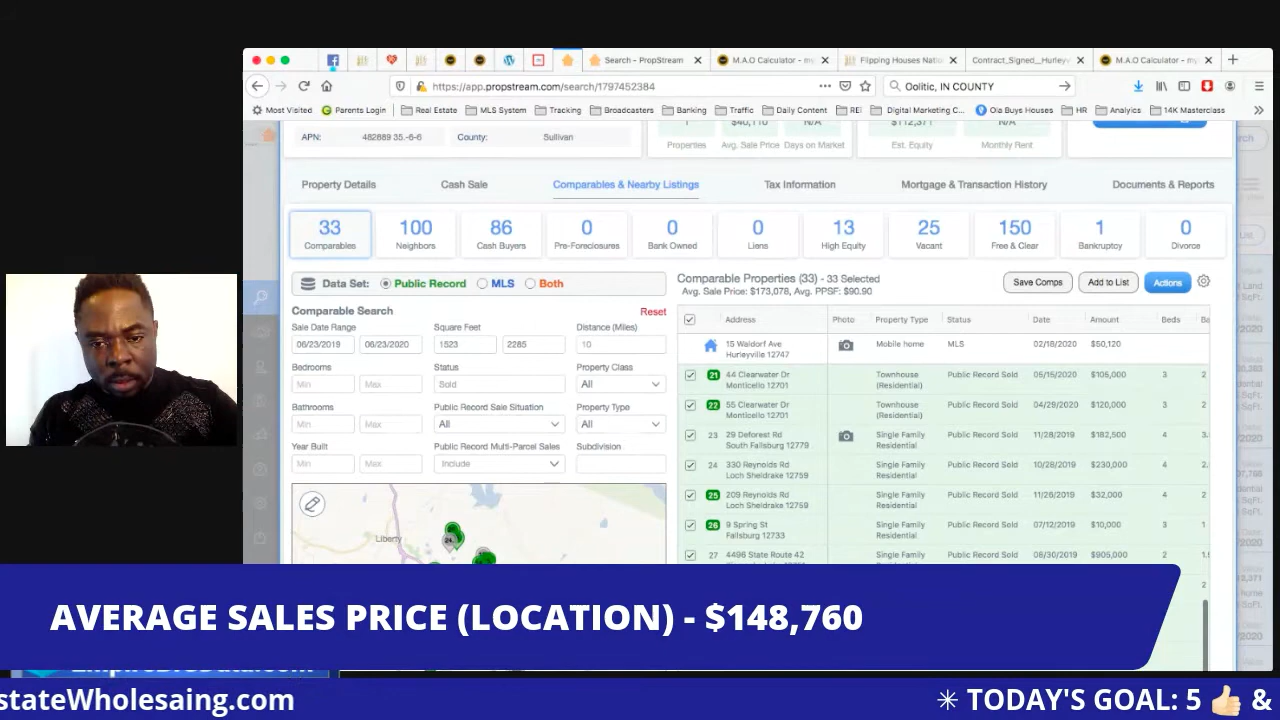 Search - PropStream
M.A.O Calculator - my
Flipping Houses Nati
Contract_Signed__Hurleyv
M.A.O Calculator - my
https://app.propstream.com/search/1797452384
Oolitic, IN COUNTY
Most Visited
Parents Login
Real Estate
MLS System
Tracking
Broadcasters
Banking
Traffic
Daily Content
REI
Digital Marketing C...
Ola Buys Houses
HR
Analytics
14K Masterclass
APN: 482889 35.-6-6 County: Sullivan
1 $40,110 N/A $112,371 N/A
Properties Avg. Sale Price Days on Market Est. Equity Monthly Rent
Property Details Cash Sale Comparables & Nearby Listings Tax Information Mortgage & Transaction History Documents & Reports
33 100 86 0 0 0 13 25 150 1 0
Comparables Neighbors Cash Buyers Pre-Foreclosures Bank Owned Liens High Equity Vacant Free & Clear Bankruptcy Divorce
Data Set: Public Record MLS Both
Comparable Properties (33) - 33 Selected
Avg. Sale Price: $173,078, Avg. PPSF: $90.90
Save Comps Add to List Actions
Comparable Search Reset
Sale Date Range Square Feet Distance (Miles)
06/23/2019 06/23/2020 1523 2285 10
Bedrooms Status Property Class
Min Max Sold All
Bathrooms Public Record Sale Situation Property Type
Min Max All All
Year Built Public Record Multi-Parcel Sales Subdivision
Min Max Include
Liberty
Address Photo Property Type Status Date Amount Beds Ba
15 Waldorf Ave
Hurleyville 12747
Mobile home MLS 02/18/2020 $50,120
21 44 Clearwater Dr
Monticello 12701
Townhouse
(Residential)
Public Record Sold 05/15/2020 $105,000 3 2
22 55 Clearwater Dr
Monticello 12701
Townhouse
(Residential)
Public Record Sold 04/29/2020 $120,000 3 2
23 29 Deforest Rd
South Fallsburg 12779
Single Family
Residential
Public Record Sold 11/28/2019 $182,500 4 3.
24 330 Reynolds Rd
Loch Sheldrake 12759
Single Family
Residential
Public Record Sold 10/28/2019 $230,000 4 2.
25 209 Reynolds Rd
Loch Sheldrake 12759
Single Family
Residential
Public Record Sold 11/26/2019 $32,000 4 2
26 9 Spring St
Fallsburg 12733
Single Family
Residential
Public Record Sold 07/12/2019 $10,000 3 1
27 4496 State Route 42
Single Family
Public Record Sold 08/30/2019 $905,000 2 1.
2
AVERAGE SALES PRICE (LOCATION) - $148,760
stateWholesaing.com
✳ TODAY'S GOAL: 5 👍 &